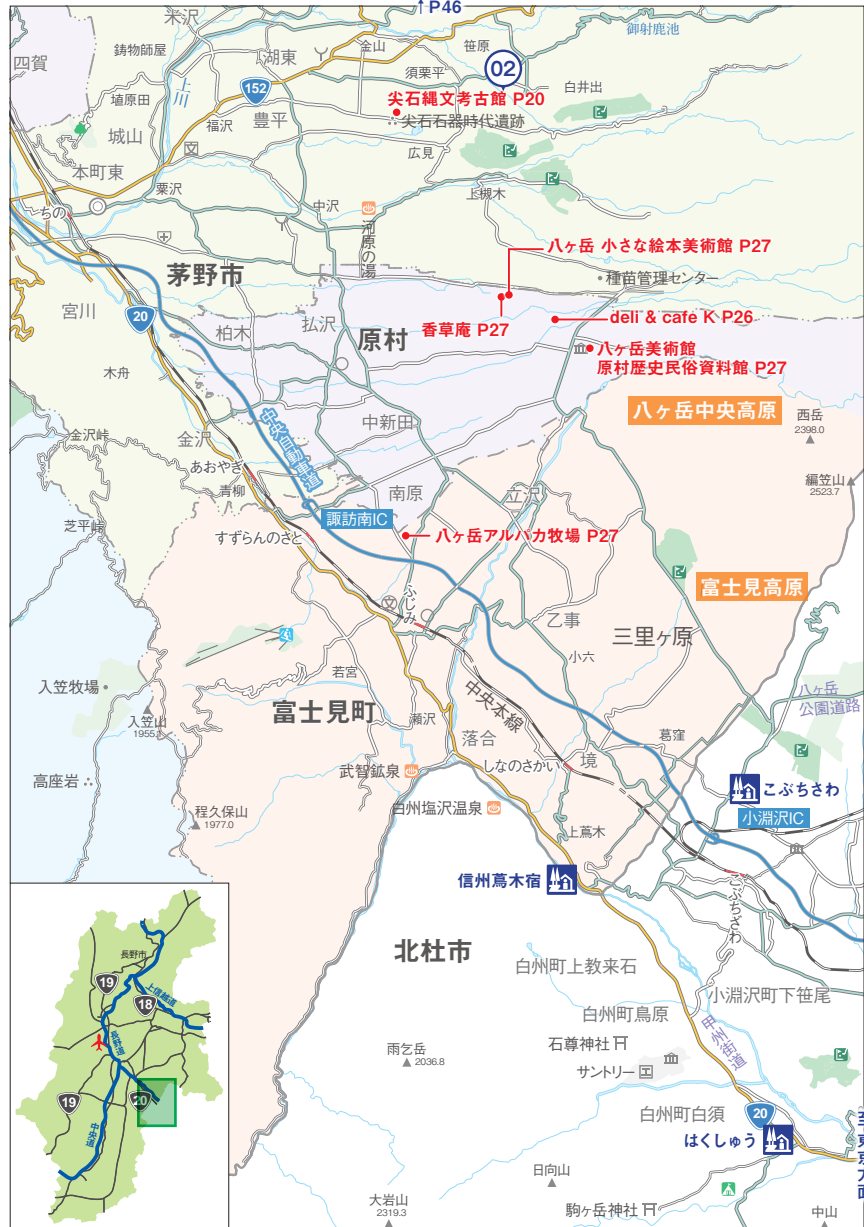 ↑P46
米沢
鋳物師屋
湖東
金山
笹原
御射鹿池
四賀
上川
須栗平
02
白井出
152
埴原田
尖石縄文考古館 P20
福沢
豊平
尖石石器時代遺跡
城山
広見
本町東
粟沢
上槻木
ちの
中沢
河原の湯
八ヶ岳 小さな絵本美術館 P27
茅野市
種苗管理センター
宮川
20
柏木
払沢
原村
香草庵 P27
deli & cafe K P26
八ヶ岳美術館
原村歴史民俗資料館 P27
木舟
中央自動車道
中新田
八ヶ岳中央高原
西岳
2398.0
金沢峠
金沢
あおやぎ
青柳
南原
立沢
編笠山
2523.7
諏訪南IC
芝平峠
すずらんのさと
八ヶ岳アルパカ牧場 P27
富士見高原
ふじみ
乙事
三里ヶ原
小六
若宮
入笠牧場
八ヶ岳
公園道路
入笠山
1955.1
富士見町
瀬沢
中央本線
落合
葛窪
しなのさかい
境
武智鉱泉
高座岩
こぶちさわ
程久保山
1977.0
白州塩沢温泉
小淵沢IC
上蔦木
信州蔦木宿
こぶちざわ
北杜市
長野市
白州町上教来石
19
18
上信越道
小淵沢町下笹尾
白州町鳥原
甲州街道
長野道
雨乞岳
2036.8
石尊神社
サントリー
19
20
中央道
白州町白須
20
至東京方面
はくしゅう
日向山
大岩山
2319.3
駒ヶ岳神社
中山